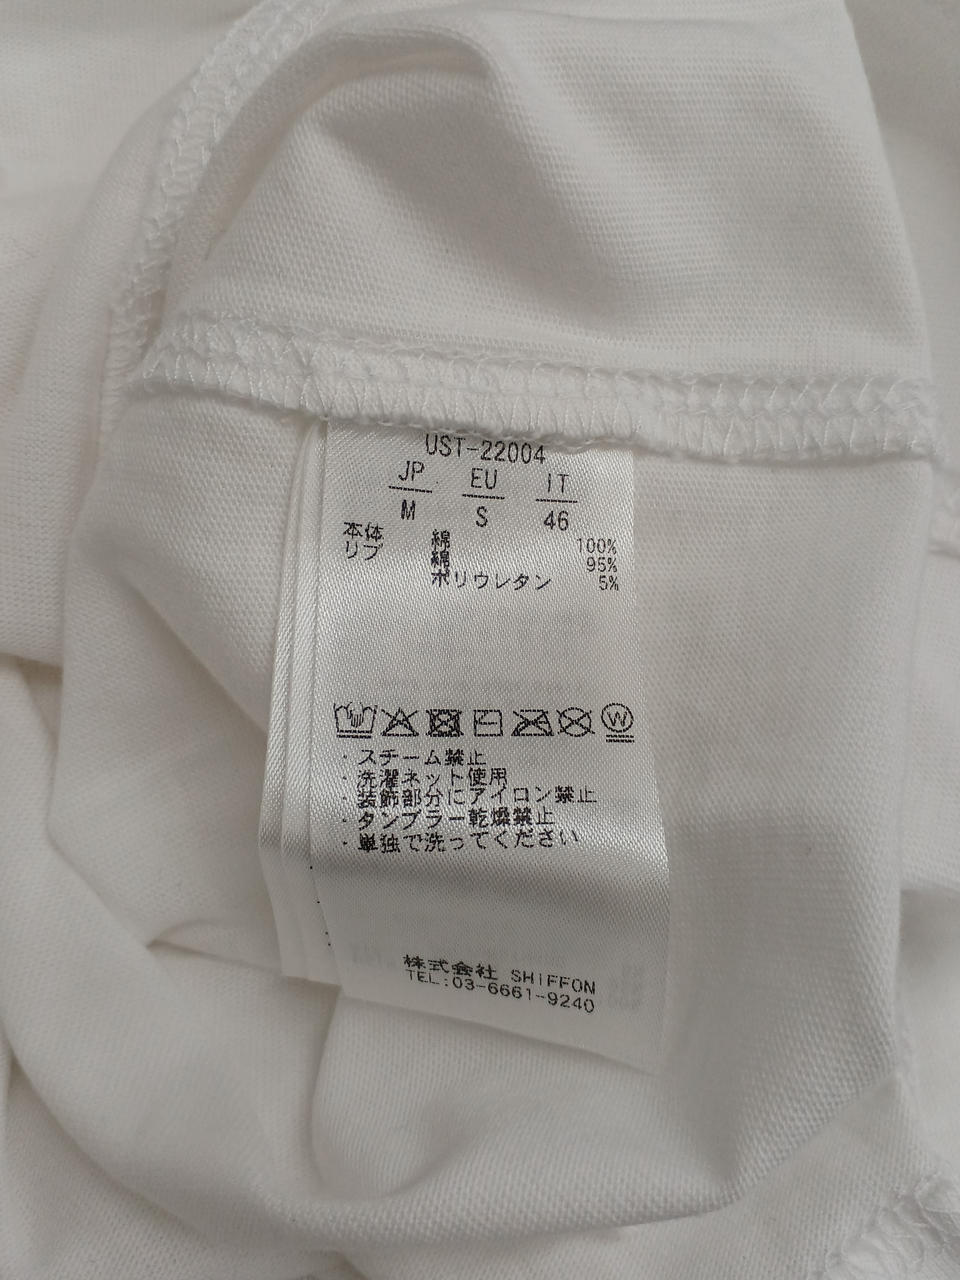 UST-22004
JP EU IT
M S 46
本体 綿 100%
リブ 綿 95%
ポリウレタン 5%
W
・スチーム禁止
・洗濯ネット使用
・装飾部分にアイロン禁止
・タンブラー乾燥禁止
・単独で洗ってください
株式会社 SHIFFON
TEL:03-6661-9240